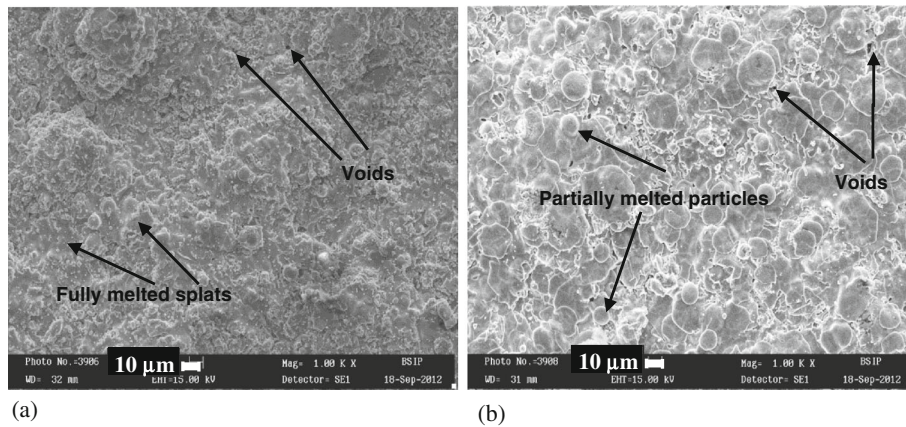 Voids
Fully melted splats
Photo No.=3906
10 μm
Mag= 1.00 K X
BSIP
WD= 32 mm
EHT=15.00 kV
Detector= SE1
18-Sep-2012
(a)
Voids
Partially melted particles
Photo No.=3908
10 μm
Mag= 1.00 K X
BSIP
WD= 31 mm
EHT=15.00 kV
Detector= SE1
18-Sep-2012
(b)